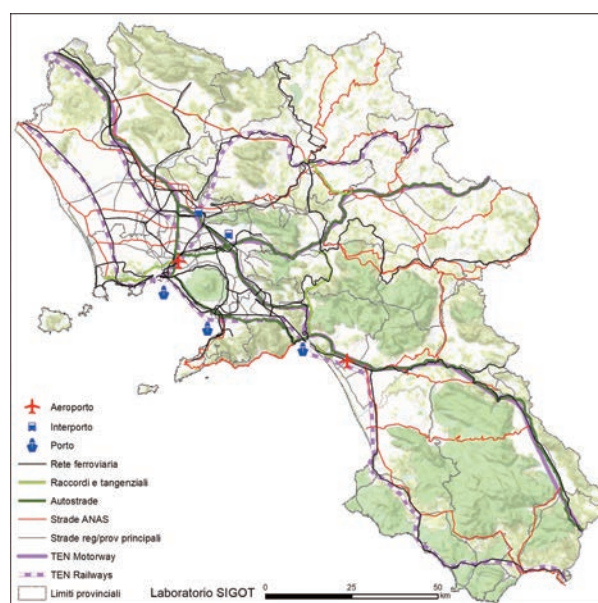 Aeroporto
Interporto
Porto
Rete ferroviaria
Raccordi e tangenziali
Autostrade
Strade ANAS
Strade reg/prov principali
TEN Motorway
TEN Railways
Limiti provinciali
Laboratorio SIGOT
0 25 50
km